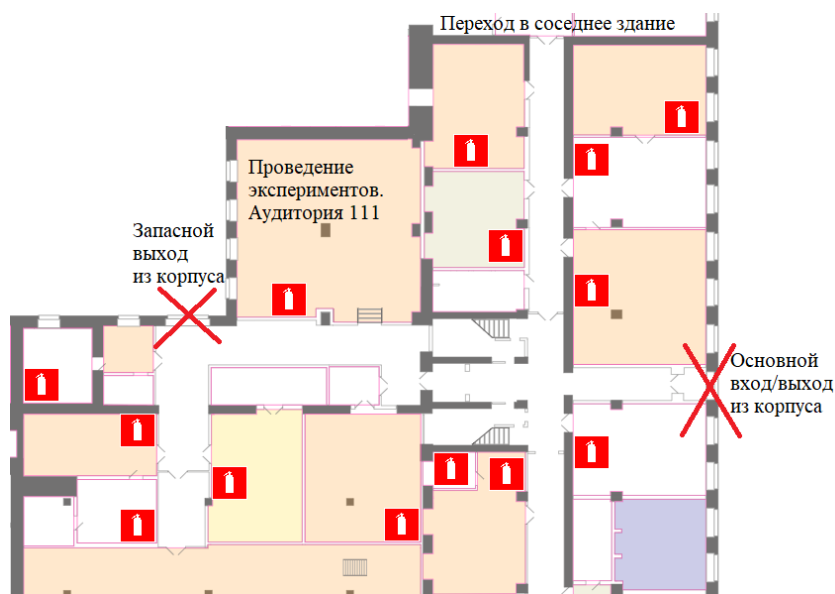 Переход в соседнее здание
Проведение
экспериментов.
Аудитория 111
Запасной
выход
из корпуса
Основной
вход/выход
из корпуса